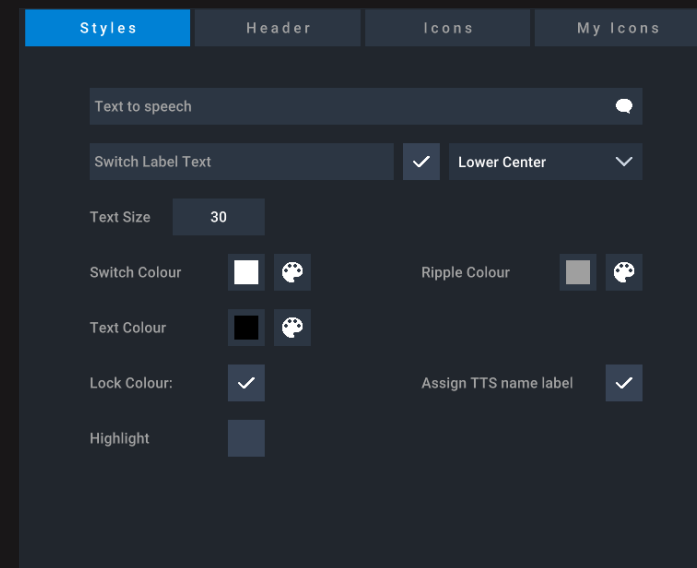 Styles Header Icons My Icons
Text to speech
Switch Label Text Lower Center
Text Size 30
Switch Colour Ripple Colour
Text Colour
Lock Colour: Assign TTS name label
Highlight